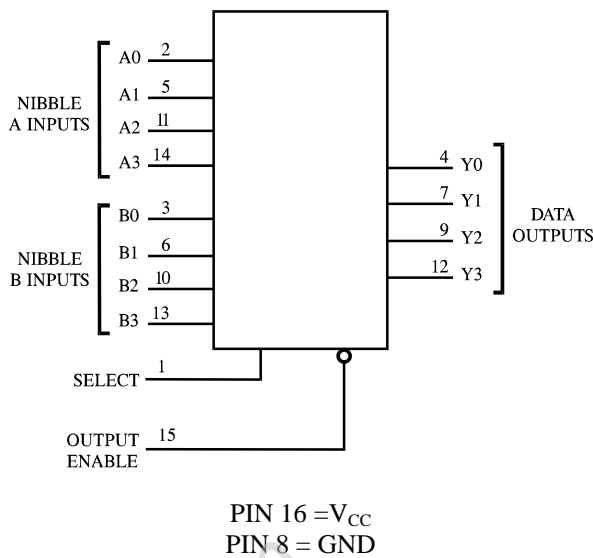 A0 2
A1 5
A2 11
A3 14
NIBBLE
A INPUTS
B0 3
B1 6
B2 10
B3 13
NIBBLE
B INPUTS
4 Y0
7 Y1
9 Y2
12 Y3
DATA
OUTPUTS
SELECT 1
OUTPUT
ENABLE 15
PIN 16 =VCC
PIN 8 = GND